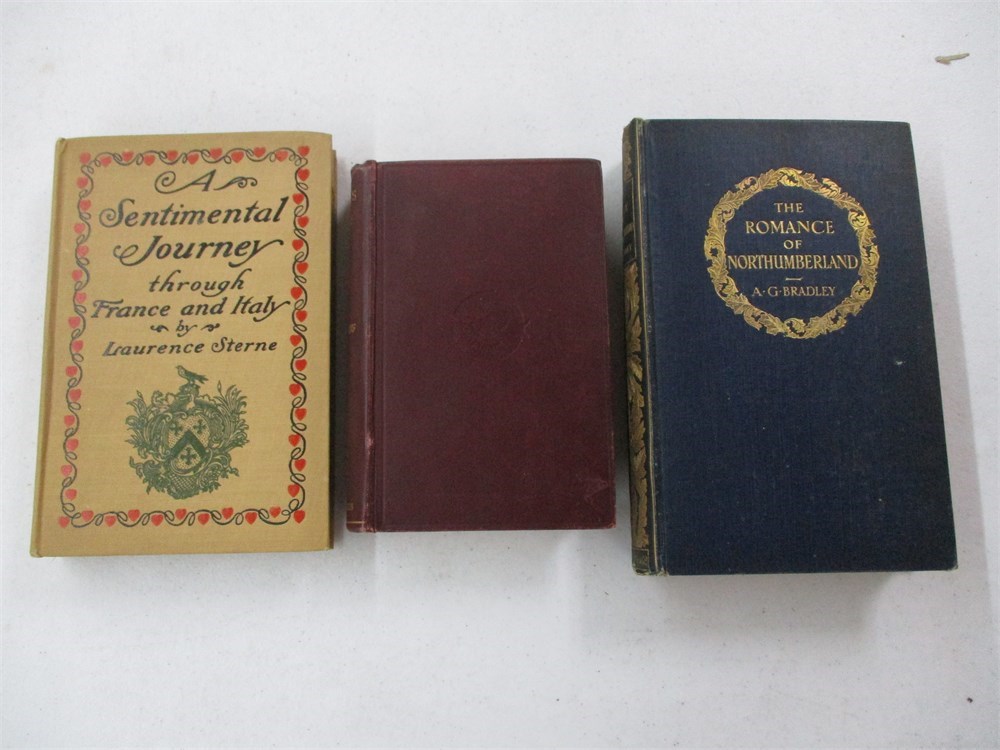 A
Sentimental
Journey
through
France and Italy
by
Laurence Sterne
THE
ROMANCE
OF
NORTHUMBERLAND
A·G·BRADLEY